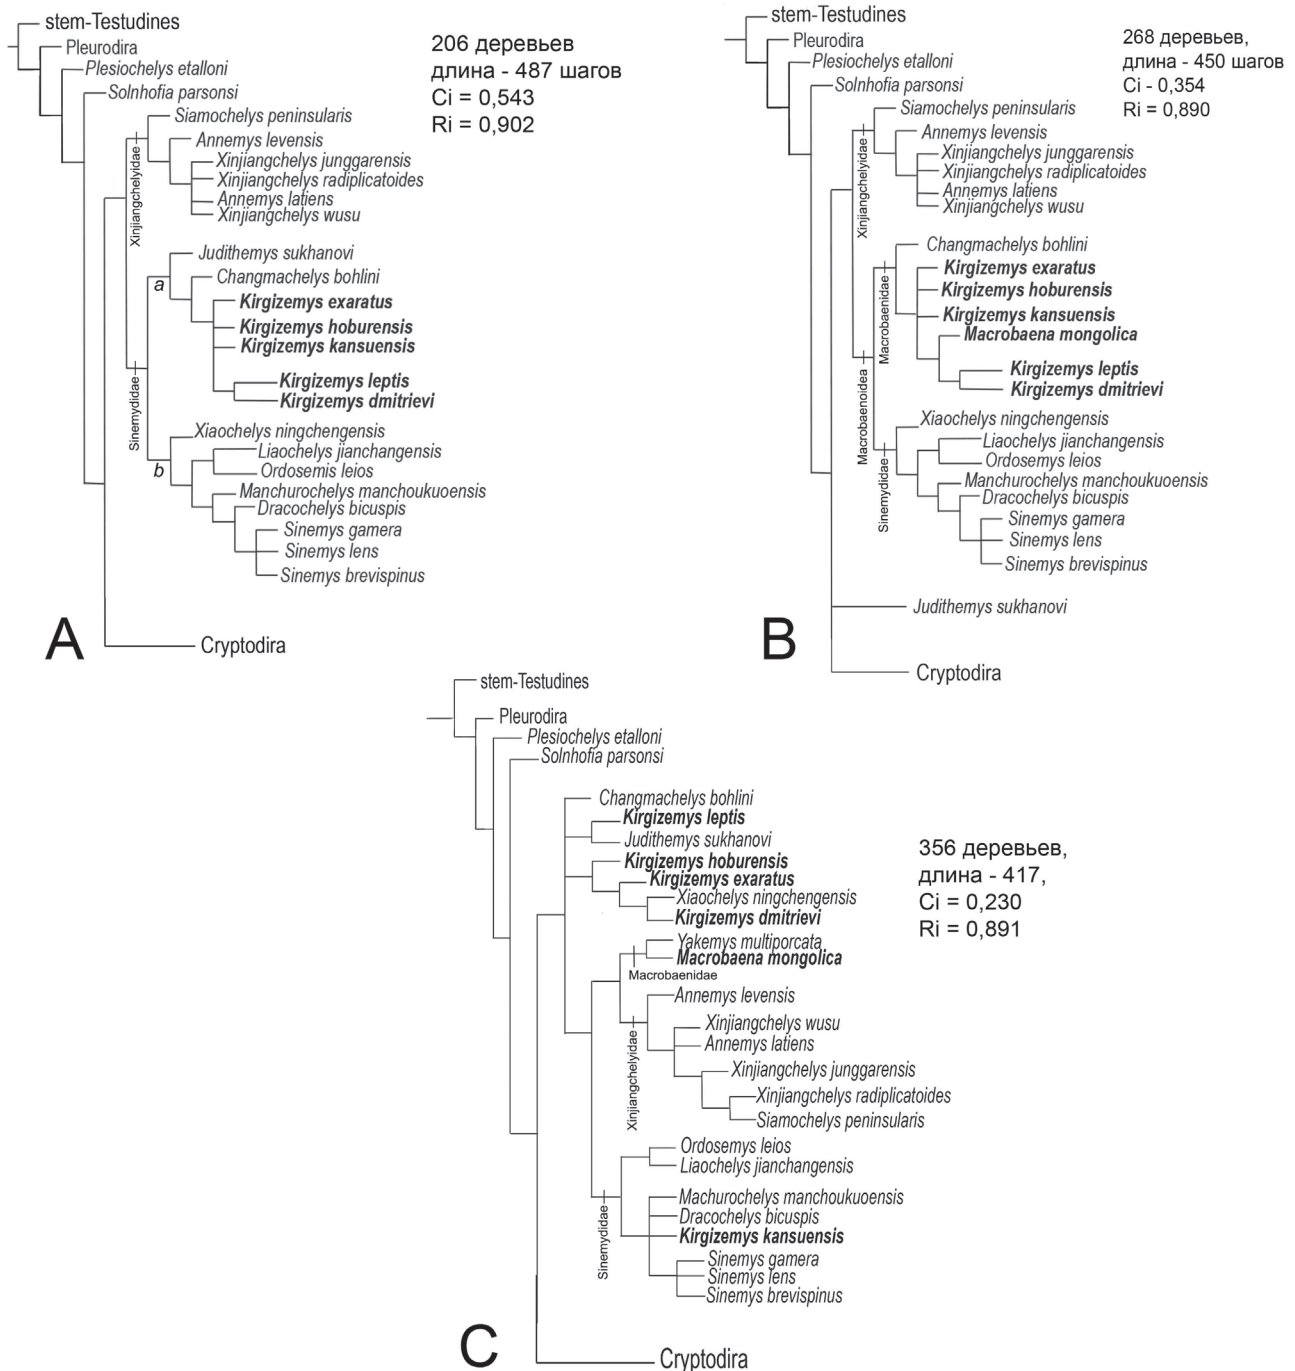 stem-Testudines
Pleurodira
Plesiochelys etalloni
Solnhofia parsonsi
206 деревьев
длина - 487 шагов
Ci = 0,543
Ri = 0,902
Xinjiangchelyidae
Siamochelys peninsularis
Annemys levensis
Xinjiangchelys junggarensis
Xinjiangchelys radiplicatoides
Annemys latiens
Xinjiangchelys wusu
Sinemydidae
a
Judithemys sukhanovi
Changmachelys bohlini
Kirgizemys exaratus
Kirgizemys hoburensis
Kirgizemys kansuensis
Kirgizemys leptis
Kirgizemys dmitrievi
b
Xiaochelys ningchengensis
Liaochelys jianchangensis
Ordosemis leios
Manchurochelys manchoukuoensis
Dracochelys bicuspis
Sinemys gamera
Sinemys lens
Sinemys brevispinus
Cryptodira
A
stem-Testudines
Pleurodira
Plesiochelys etalloni
Solnhofia parsonsi
268 деревьев,
длина - 450 шагов
Ci - 0,354
Ri = 0,890
Xinjiangchelyidae
Siamochelys peninsularis
Annemys levensis
Xinjiangchelys junggarensis
Xinjiangchelys radiplicatoides
Annemys latiens
Xinjiangchelys wusu
Macrobaenoidea
Macrobaenidae
Changmachelys bohlini
Kirgizemys exaratus
Kirgizemys hoburensis
Kirgizemys kansuensis
Macrobaena mongolica
Kirgizemys leptis
Kirgizemys dmitrievi
Sinemydidae
Xiaochelys ningchengensis
Liaochelys jianchangensis
Ordosemys leios
Manchurochelys manchoukuoensis
Dracochelys bicuspis
Sinemys gamera
Sinemys lens
Sinemys brevispinus
Judithemys sukhanovi
Cryptodira
B
stem-Testudines
Pleurodira
Plesiochelys etalloni
Solnhofia parsonsi
Changmachelys bohlini
Kirgizemys leptis
Judithemys sukhanovi
Kirgizemys hoburensis
Kirgizemys exaratus
Xiaochelys ningchengensis
Kirgizemys dmitrievi
Yakemys multiporcata
Macrobaena mongolica
Macrobaenidae
Xinjiangchelyidae
Annemys levensis
Xinjiangchelys wusu
Annemys latiens
Xinjiangchelys junggarensis
Xinjiangchelys radiplicatoides
Siamochelys peninsularis
Sinemydidae
Ordosemys leios
Liaochelys jianchangensis
Machurochelys manchoukuoensis
Dracochelys bicuspis
Kirgizemys kansuensis
Sinemys gamera
Sinemys lens
Sinemys brevispinus
Cryptodira
356 деревьев,
длина - 417,
Ci = 0,230
Ri = 0,891
C